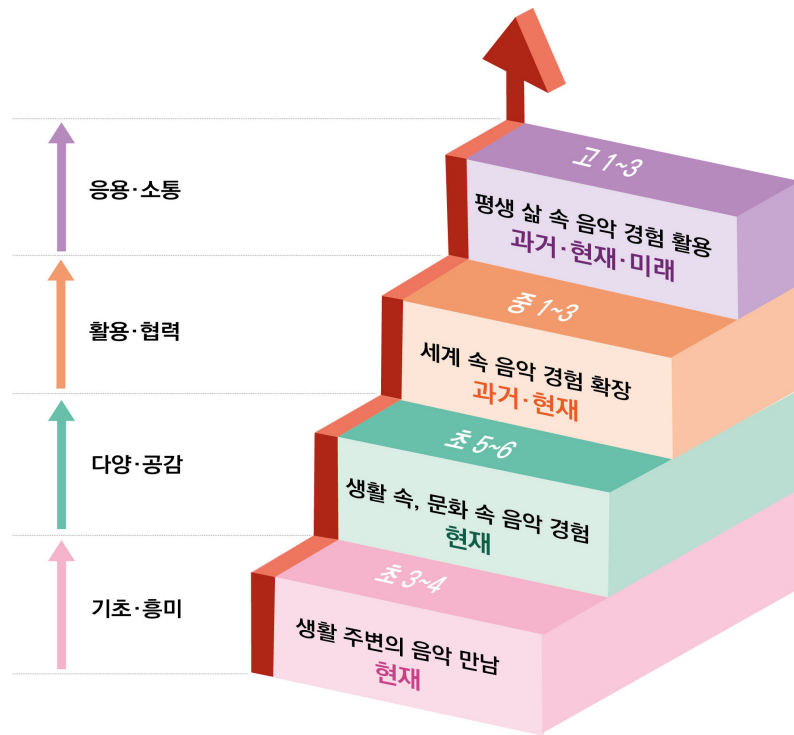 응용·소통
고 1~3
평생 삶 속 음악 경험 활용
과거·현재·미래
활용·협력
중 1~3
세계 속 음악 경험 확장
과거·현재
다양·공감
초 5~6
생활 속, 문화 속 음악 경험
현재
기초·흥미
초 3~4
생활 주변의 음악 만남
현재